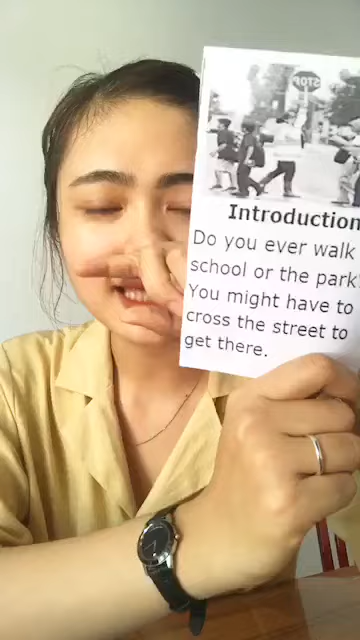 STOP
Introduction
Do you ever walk
school or the park?
You might have to
cross the street to
get there.